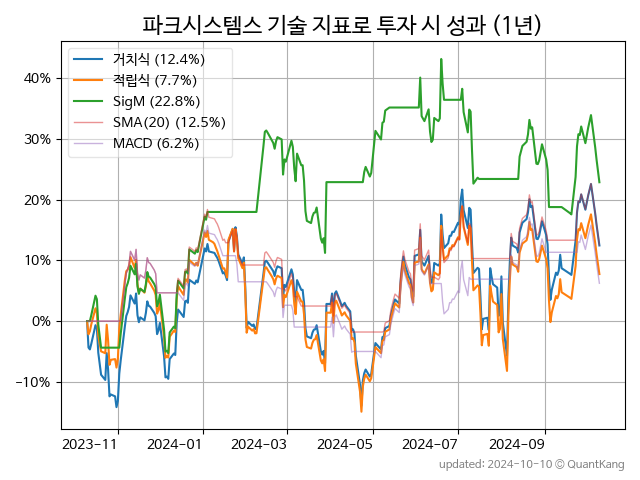 파크시스템스 기술 지표로 투자 시 성과 (1년)
거치식 (12.4%)
적립식 (7.7%)
SigM (22.8%)
SMA(20) (12.5%)
MACD (6.2%)
40%
30%
20%
10%
0%
−10%
2023-11 2024-01 2024-03 2024-05 2024-07 2024-09
updated: 2024-10-10 © QuantKang